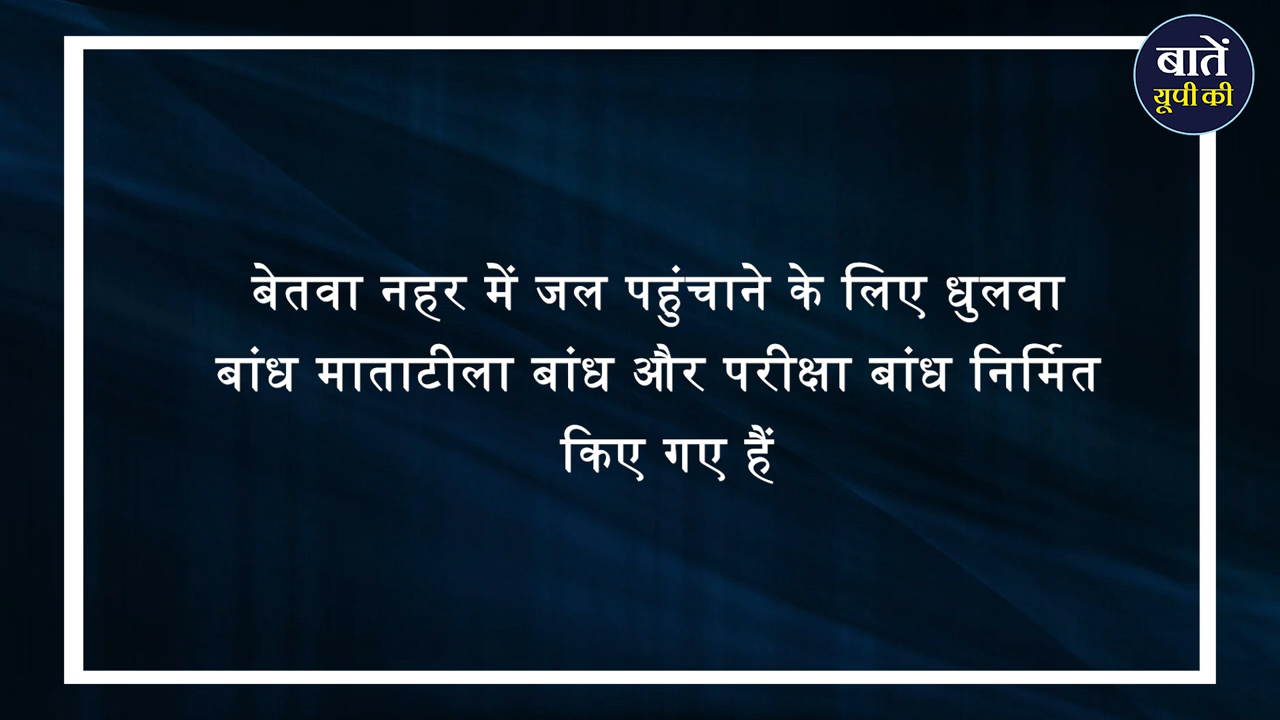 बातें
यूपी की
बेतवा नहर में जल पहुंचाने के लिए धुलवा
बांध माताटीला बांध और परीक्षा बांध निर्मित
किए गए हैं